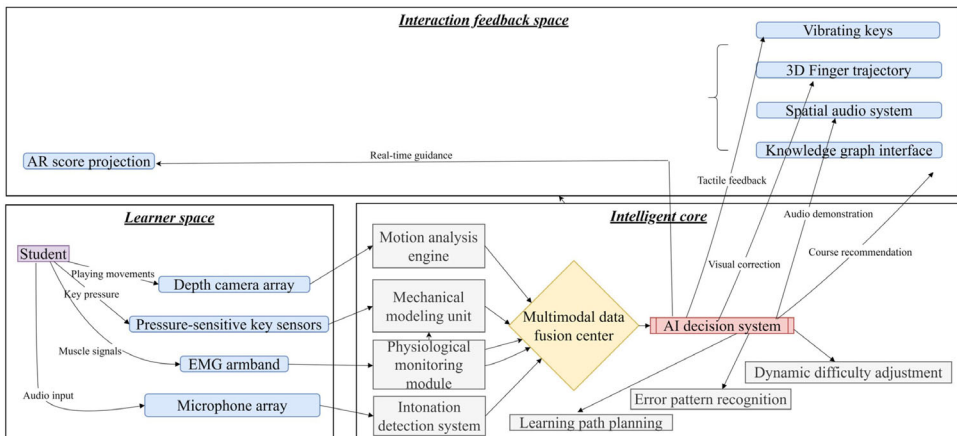 Interaction feedback space
Vibrating keys
3D Finger trajectory
Spatial audio system
Knowledge graph interface
AR score projection
Real-time guidance
Tactile feedback
Audio demonstration
Course recommendation
Visual correction
Learner space
Student
Playing movements
Key pressure
Muscle signals
Audio input
Depth camera array
Pressure-sensitive key sensors
EMG armband
Microphone array
Intelligent core
Motion analysis
engine
Mechanical
modeling unit
Physiological
monitoring module
Intonation
detection system
Multimodal data
fusion center
AI decision system
Dynamic difficulty adjustment
Error pattern recognition
Learning path planning